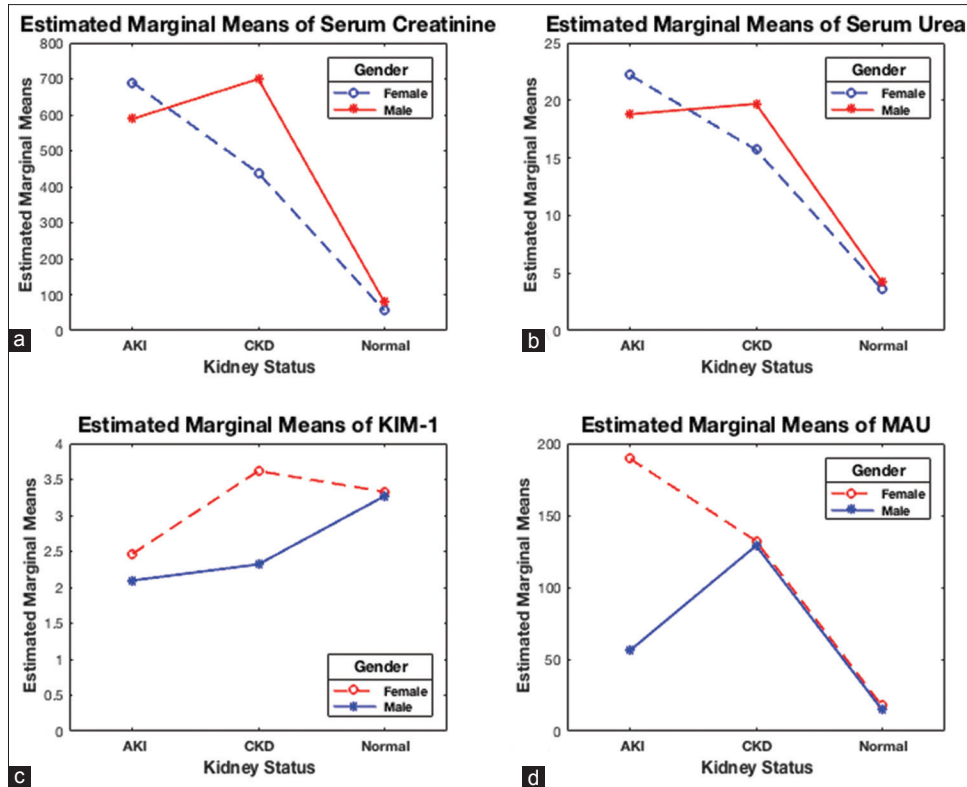 Estimated Marginal Means of Serum Creatinine
Estimated Marginal Means
800
700
600
500
400
300
200
100
0
Gender
Female
Male
AKI
CKD
Normal
Kidney Status
a
Estimated Marginal Means of Serum Urea
Estimated Marginal Means
25
20
15
10
5
0
Gender
Female
Male
AKI
CKD
Normal
Kidney Status
b
Estimated Marginal Means of KIM-1
Estimated Marginal Means
4
3.5
3
2.5
2
1.5
1
0.5
0
Gender
Female
Male
AKI
CKD
Normal
Kidney Status
c
Estimated Marginal Means of MAU
Estimated Marginal Means
200
150
100
50
0
Gender
Female
Male
AKI
CKD
Normal
Kidney Status
d